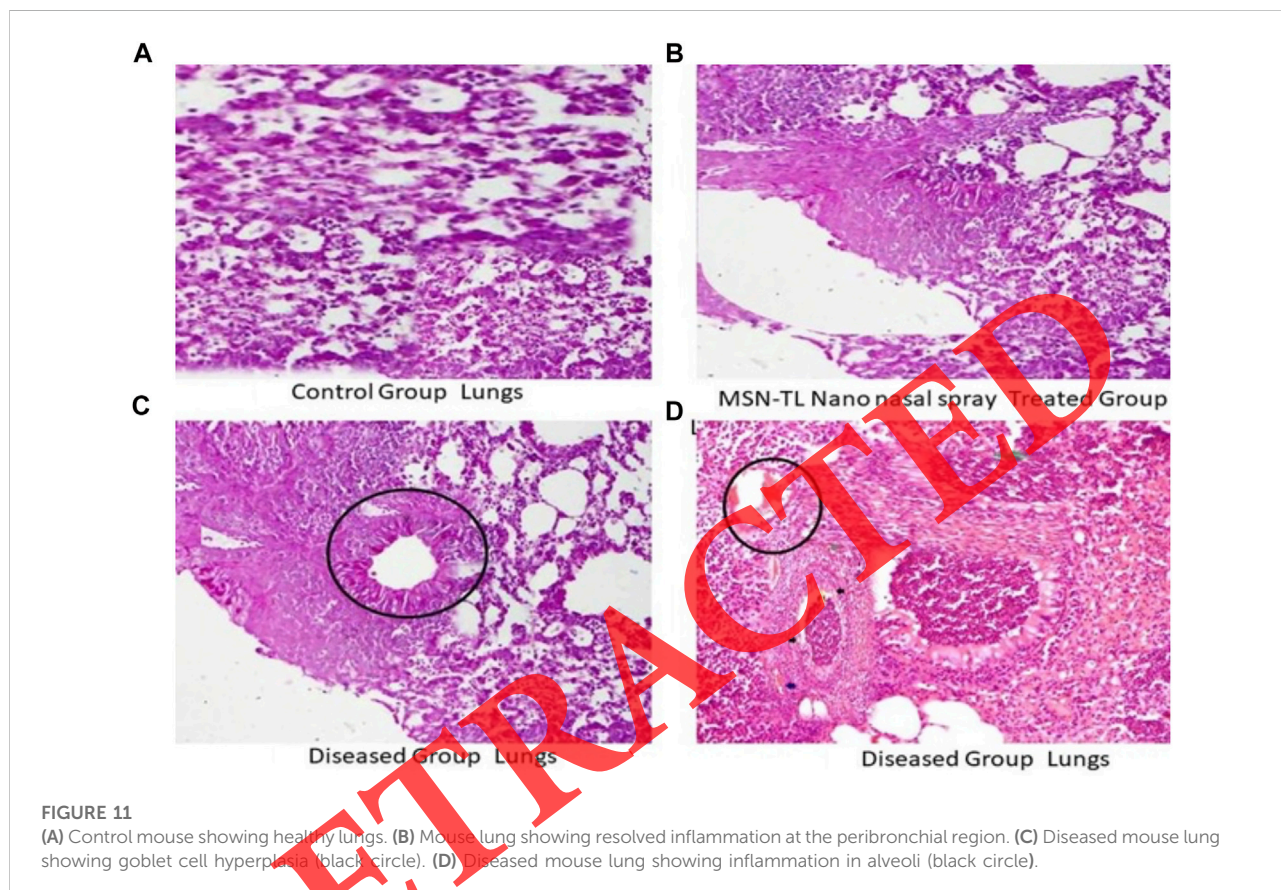 A
B
Control Group Lungs
MSN-TL Nano nasal spray Treated Group
L
C
D
Diseased Group Lungs
Diseased Group Lungs
ETRACTED
FIGURE 11
(A) Control mouse showing healthy lungs. (B) Mouse lung showing resolved inflammation at the peribronchial region. (C) Diseased mouse lung
showing goblet cell hyperplasia (black circle). (D) Diseased mouse lung showing inflammation in alveoli (black circle).